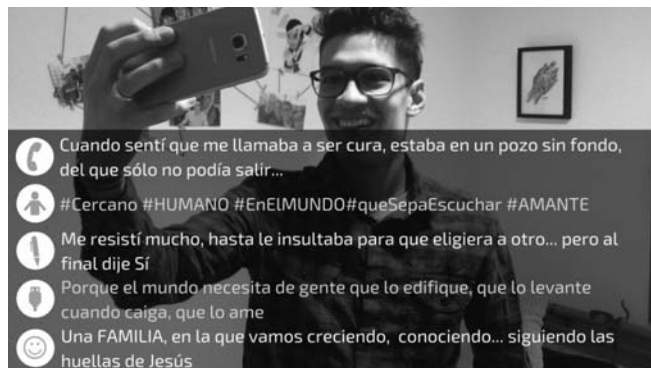 Cuando sentí que me llamaba a ser cura, estaba en un pozo sin fondo,
del que sólo no podía salir...
#Cercano #HUMANO #EnElMUNDO#queSepaEscuchar #AMANTE
Me resistí mucho, hasta le insultaba para que eligiera a otro... pero al
final dije Sí
Porque el mundo necesita de gente que lo edifique, que lo levante
cuando caiga, que lo ame
Una FAMILIA, en la que vamos creciendo, conociendo... siguiendo las
huellas de Jesús